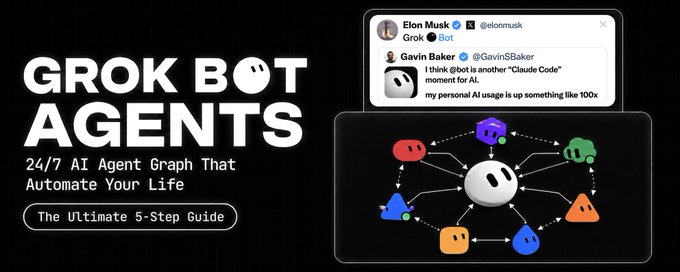 GROK BOT
AGENTS
24/7 AI Agent Graph That
Automate Your Life
The Ultimate 5-Step Guide
Elon Musk @elonmusk
Grok Bot
Gavin Baker @GavinSBaker
I think @bot is another “Claude Code”
moment for AI.
my personal AI usage is up something like 100x